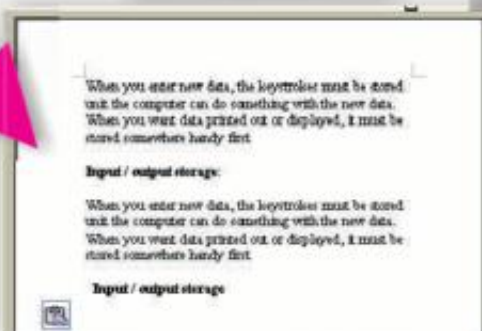 When you enter new data, the keystrokes must be stored
unit the computer can do something with the new data.
When you want data printed out or displayed, it must be
stored somewhere handy first
Input / output storage:
When you enter new data, the keystrokes must be stored
unit the computer can do something with the new data.
When you want data printed out or displayed, it must be
stored somewhere handy first
Input / output storage